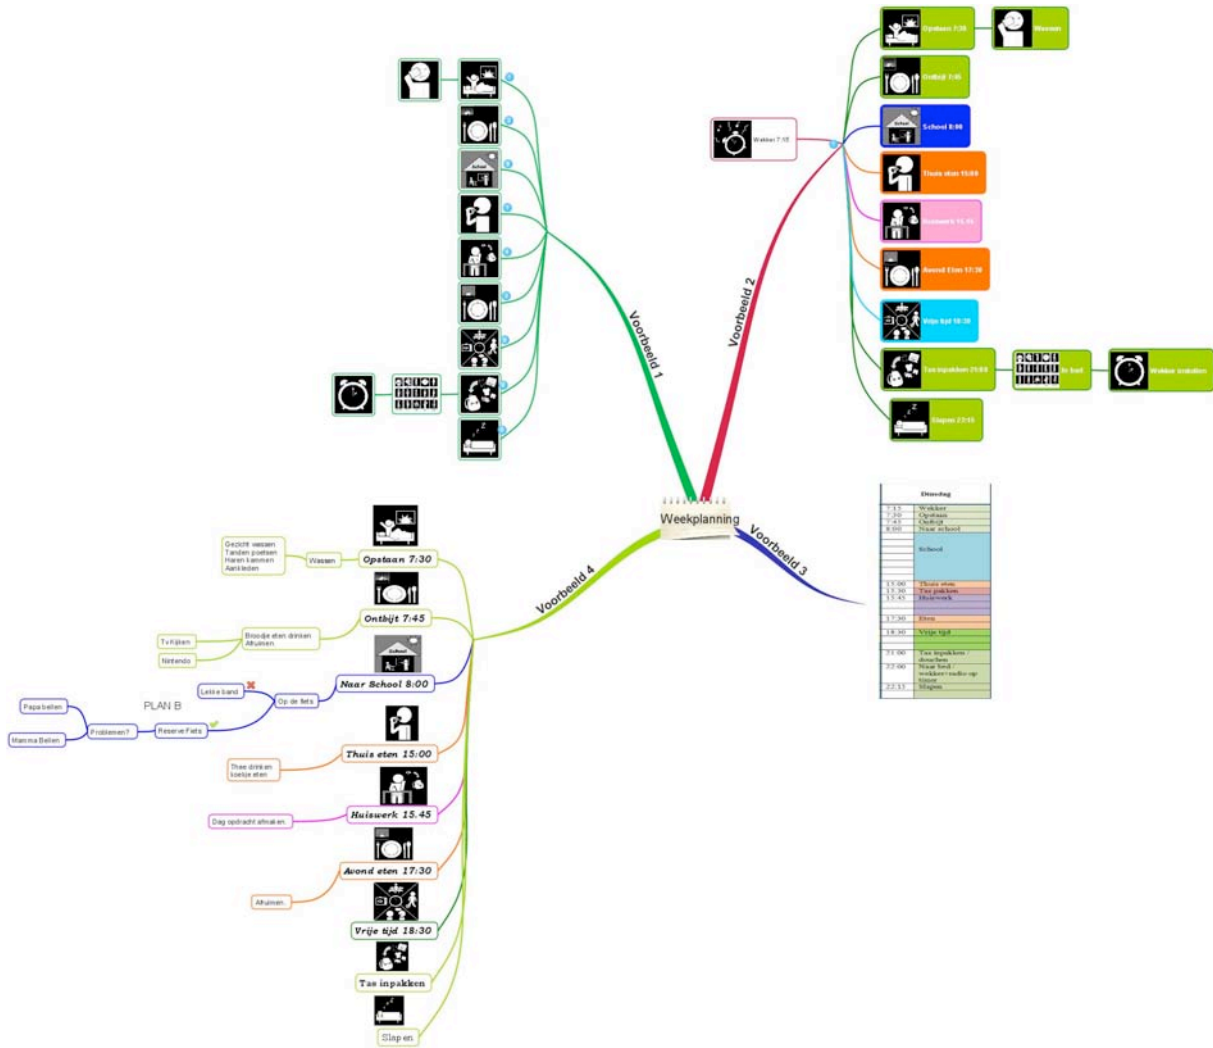 Weekplanning
Voorbeeld 1
School
Voorbeeld 2
Wekker 7:15
Opstaan 7:30
Wassen
Ontbijt 7:45
School
School 8:00
Thuis eten 15:00
Huiswerk 15.45
Avond Eten 17:30
Vrije tijd 18:30
Tas inpakken 21:00
In bad
Wekker instellen
Slapen 22:15
Voorbeeld 3
Dinsdag
7:15 Wekker
7:30 Opstaan
7:45 Ontbijt
8:00 Naar school
School
15:00 Thuis eten
15:30 Tas pakken
15:45 Huiswerk
17:30 Eten
18:30 Vrije tijd
21:00 Tas inpakken /
douchen
22:00 Naar bed /
wekker+radio op
timer
22:15 Slapen
Voorbeeld 4
Opstaan 7:30
Wassen
Gezicht wassen
Tanden poetsen
Haren kammen
Aankleden
Ontbijt 7:45
Broodje eten drinken
Afruimen
Tv Kijken
Nintendo
School
Naar School 8:00
Op de fiets
Lekke band
PLAN B
Reserve Fiets
Problemen?
Papa bellen
Mamma Bellen
Thuis eten 15:00
Thee drinken
koekje eten
Huiswerk 15.45
Dag opdracht afmaken.
Avond eten 17:30
Afruimen.
Vrije tijd 18:30
Tas inpakken
Slapen